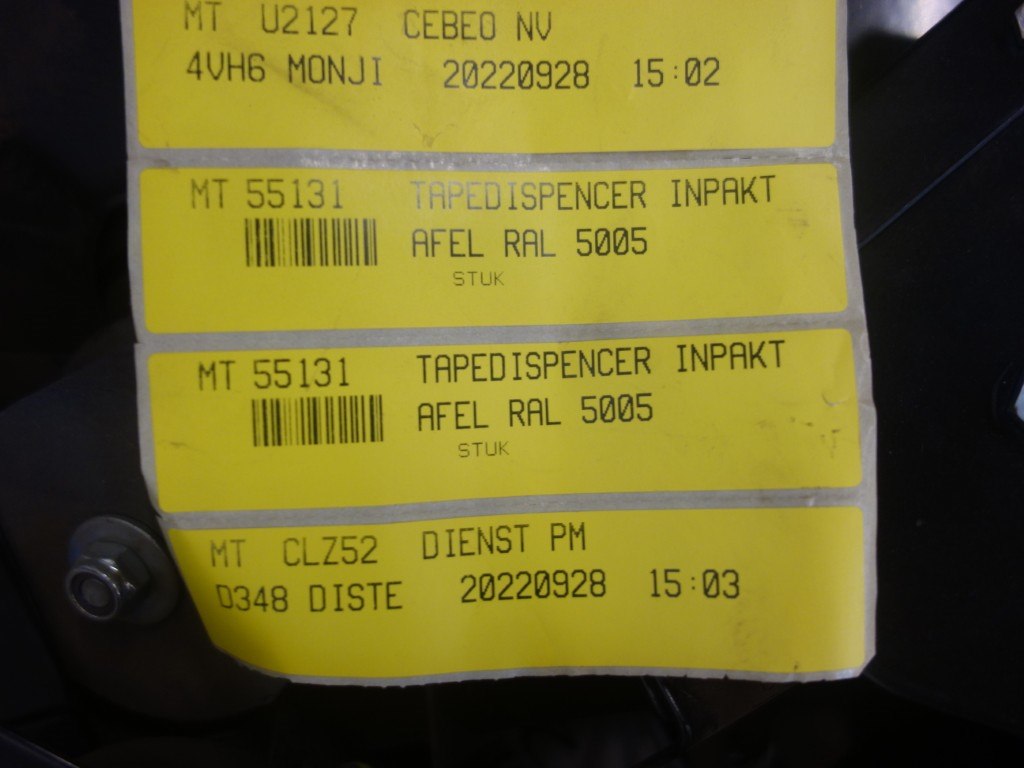 MT U2127 CEBEO NV
4VH6 MONJI 20220928 15:02
MT 55131 TAPEDISPENCER INPAKT
AFEL RAL 5005
STUK
MT 55131 TAPEDISPENCER INPAKT
AFEL RAL 5005
STUK
MT CLZ52 DIENST PM
D348 DISTE 20220928 15:03